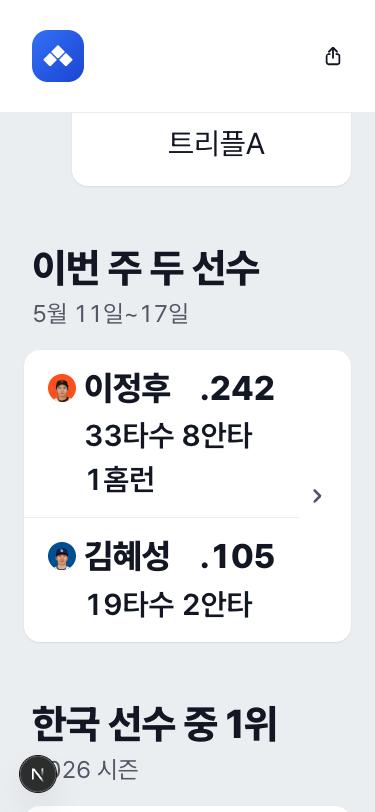 트리플A
이번 주 두 선수
5월 11일~17일
이정후 .242
33타수 8안타
1홈런
김혜성 .105
19타수 2안타
한국 선수 중 1위
026 시즌
N